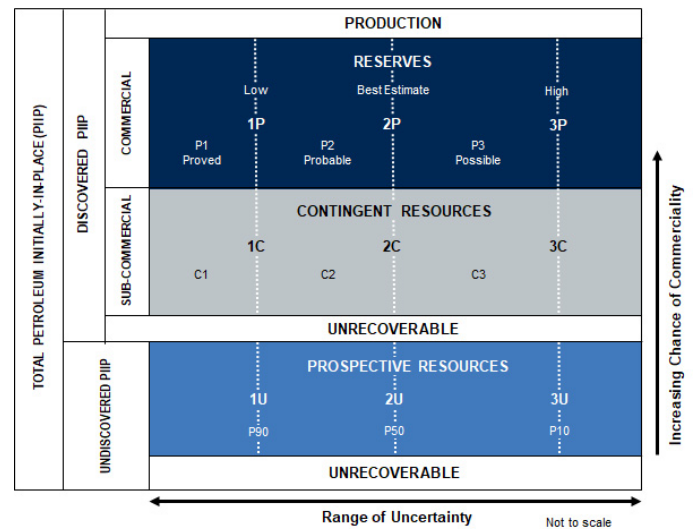 TOTAL PETROLEUM INITIALLY-IN-PLACE (PIIP)
DISCOVERED PIIP
COMMERCIAL
PRODUCTION
RESERVES
Low Best Estimate High
1P 2P 3P
P1 P2 P3
Proved Probable Possible
SUB-COMMERCIAL
CONTINGENT RESOURCES
1C 2C 3C
C1 C2 C3
UNRECOVERABLE
UNDISCOVERED PIIP
PROSPECTIVE RESOURCES
1U 2U 3U
P90 P50 P10
UNRECOVERABLE
Increasing Chance of Commerciality
Range of Uncertainty
Not to scale